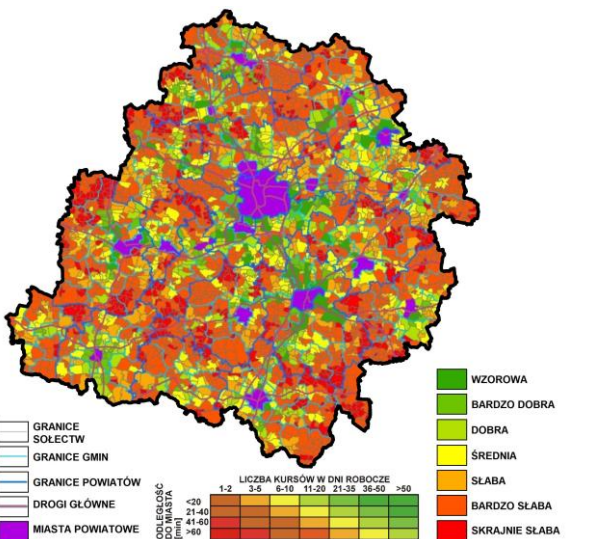 WZOROWA
BARDZO DOBRA
DOBRA
ŚREDNIA
SŁABA
BARDZO SŁABA
SKRAJNIE SŁABA
GRANICE
SOŁECTW
GRANICE GMIN
GRANICE POWIATÓW
DROGI GŁÓWNE
MIASTA POWIATOWE
ODLEGŁOŚĆ
DO MIASTA
[min]
LICZBA KURSÓW W DNI ROBOCZE
1-2 3-5 6-10 11-20 21-35 36-50 >50
<20
21-40
41-60
>60